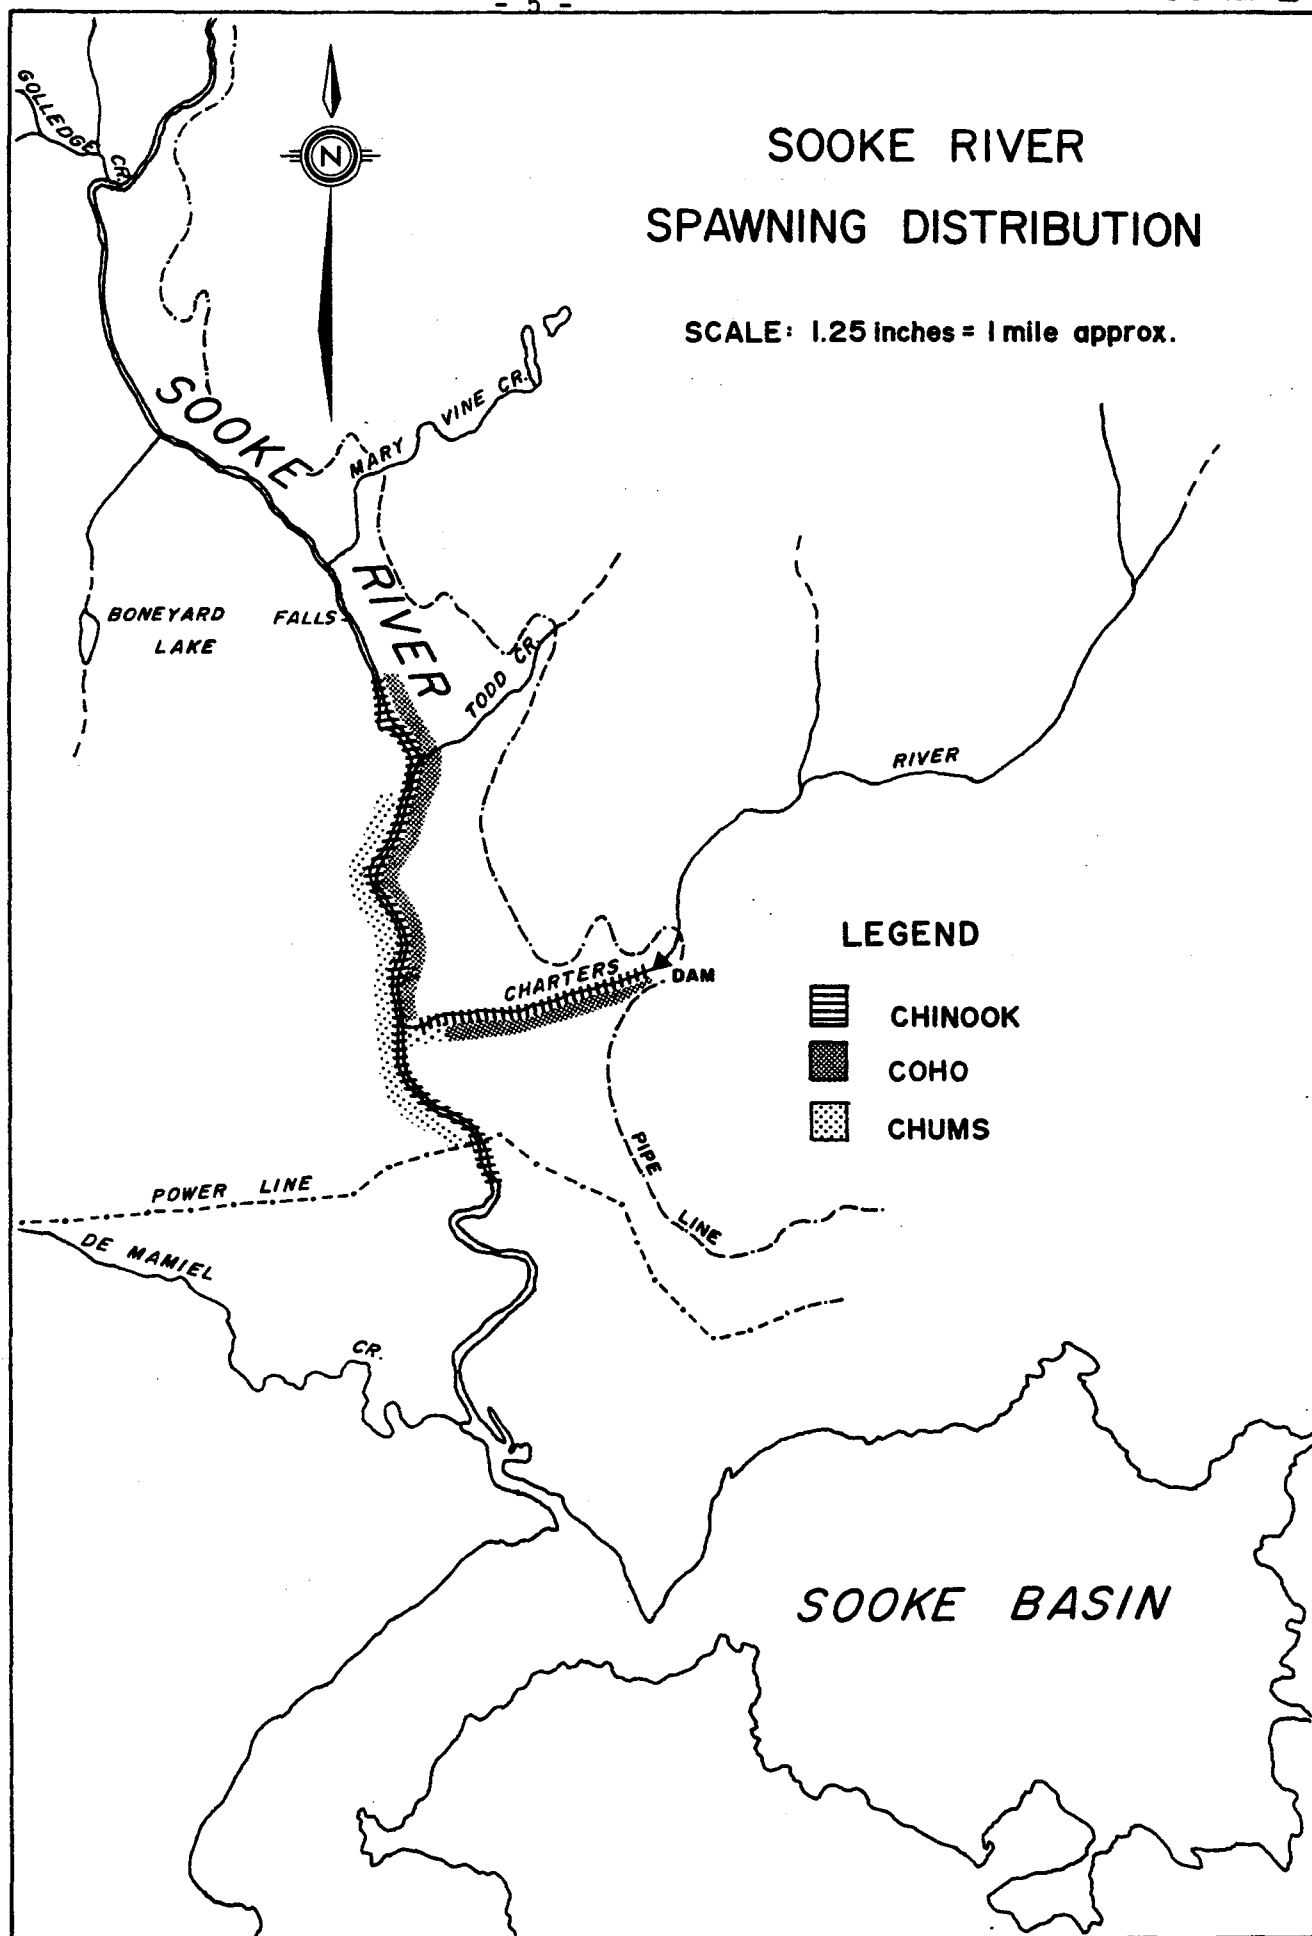 - 5 -
GOLLEDGE CR.
N
SOOKE RIVER
SPAWNING DISTRIBUTION
SCALE: 1.25 inches = 1 mile approx.
SOOKE RIVER
MARY VINE CR.
BONEYARD
LAKE
FALLS
TODD CR.
RIVER
CHARTERS
DAM
LEGEND
CHINOOK
COHO
CHUMS
PIPE LINE
POWER LINE
DE MAMIEL CR.
SOOKE BASIN